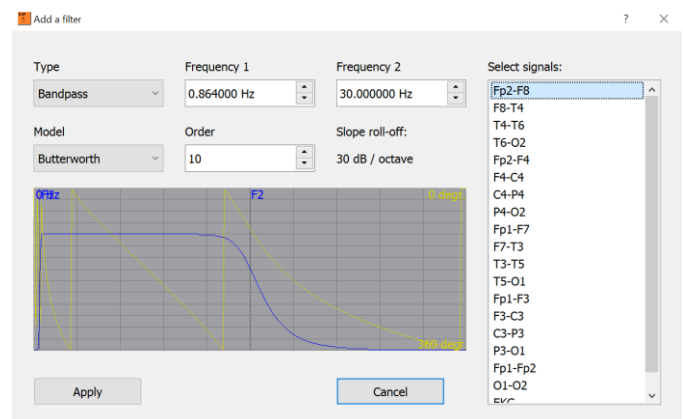 Add a filter
?
Type
Frequency 1
Frequency 2
Select signals:
Bandpass
0.864000 Hz
30.000000 Hz
Model
Order
Slope roll-off:
Butterworth
10
30 dB / octave
F2
0 degr.
360 degr.
Fp2-F8
F8-T4
T4-T6
T6-O2
Fp2-F4
F4-C4
C4-P4
P4-O2
Fp1-F7
F7-T3
T3-T5
T5-O1
Fp1-F3
F3-C3
C3-P3
P3-O1
Fp1-Fp2
O1-O2
EKG
Apply
Cancel